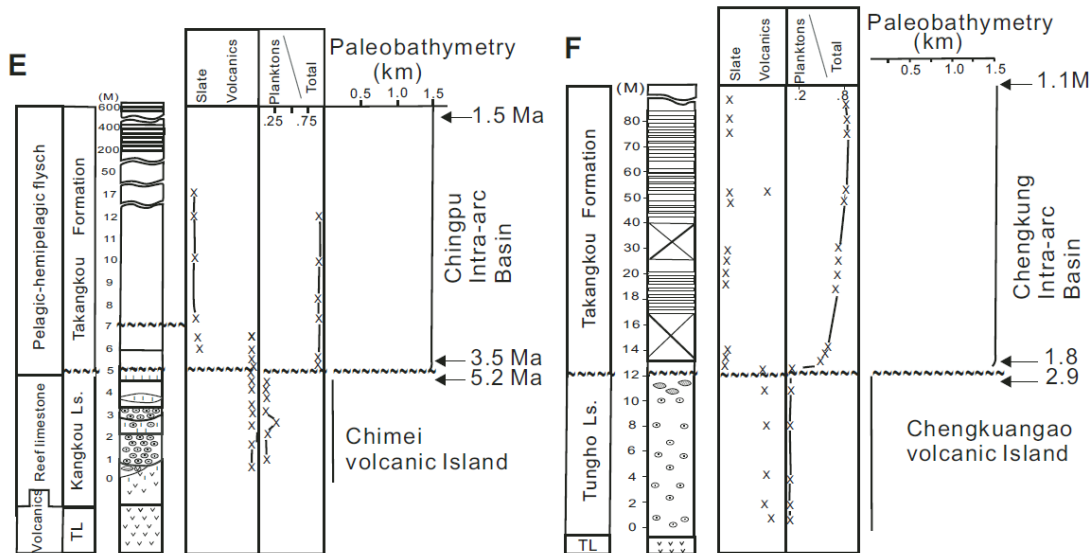 E
Slate
Volcanics
Planktons
Total
Paleobathymetry
(km)
0.5 1.0 1.5
.25 .75
(M)
600
400
200
50
17
12
10
9
8
7
6
5
4
3
2
1
0
Pelagic-hemipelagic flysch
Takangkou Formation
Reef limestone
Kangkou Ls.
Volcanics
TL
1.5 Ma
Chingpu
Intra-arc
Basin
3.5 Ma
5.2 Ma
Chimei
volcanic Island
F
Slate
Volcanics
Planktons
Total
Paleobathymetry
(km)
0.5 1.0 1.5
.2 .8
(M)
80
60
50
40
30
20
18
16
14
12
10
8
6
4
2
0
Takangkou Formation
Tungho Ls.
TL
1.1M
Chengkung
Intra-arc
Basin
1.8
2.9
Chengkuangao
volcanic Island